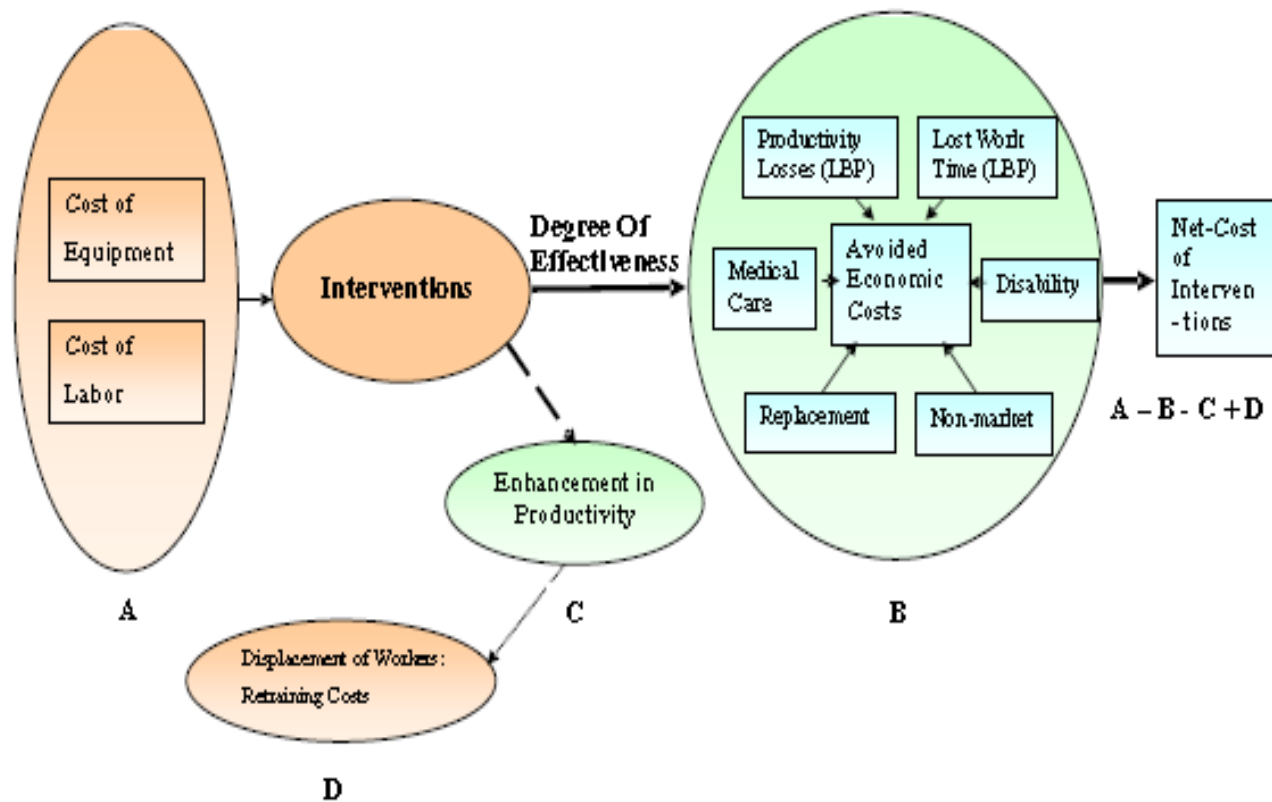 Cost of
Equipment
Cost of
Labor
A
Interventions
Degree Of
Effectiveness
Enhancement in
Productivity
C
Displacement of Workers:
Retraining Costs
D
Productivity
Losses (LBP)
Lost Work
Time (LBP)
Medical
Care
Avoided
Economic
Costs
Disability
Replacement
Non-market
B
Net-Cost
of
Interven
-tions
A – B - C + D